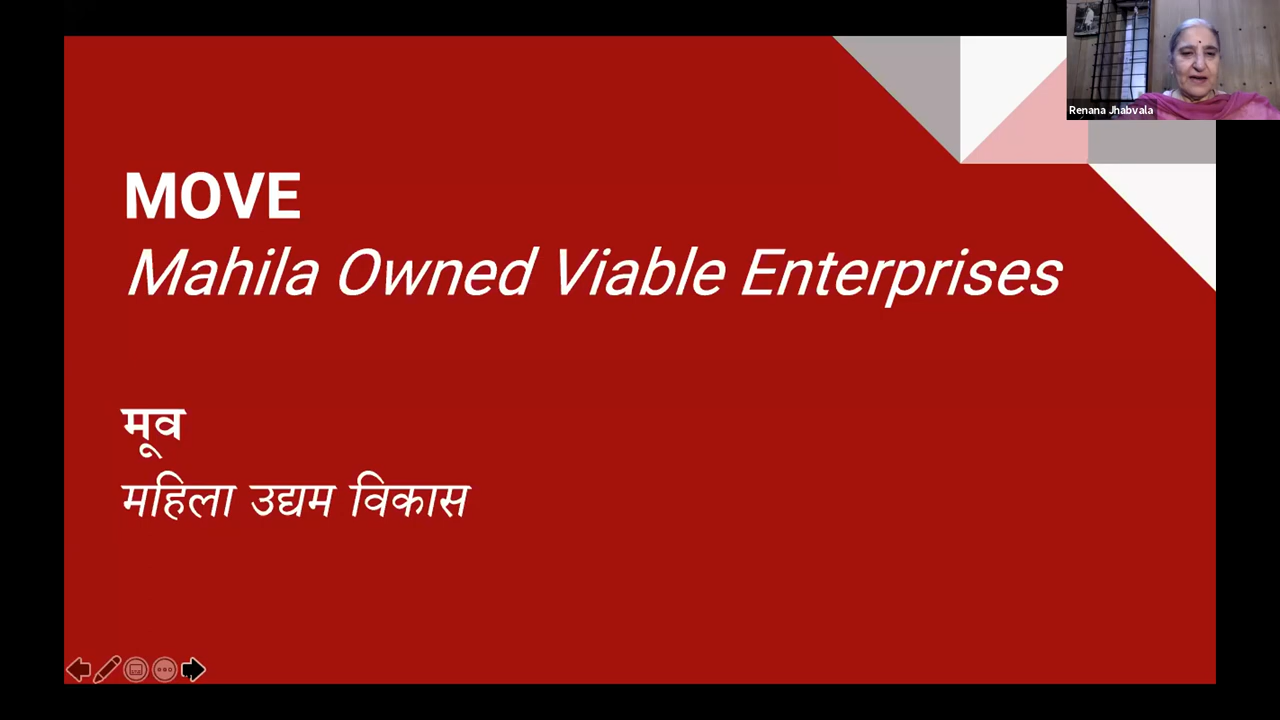 Renana Jhabvala
MOVE
Mahila Owned Viable Enterprises
मूव
महिला उद्यम विकास